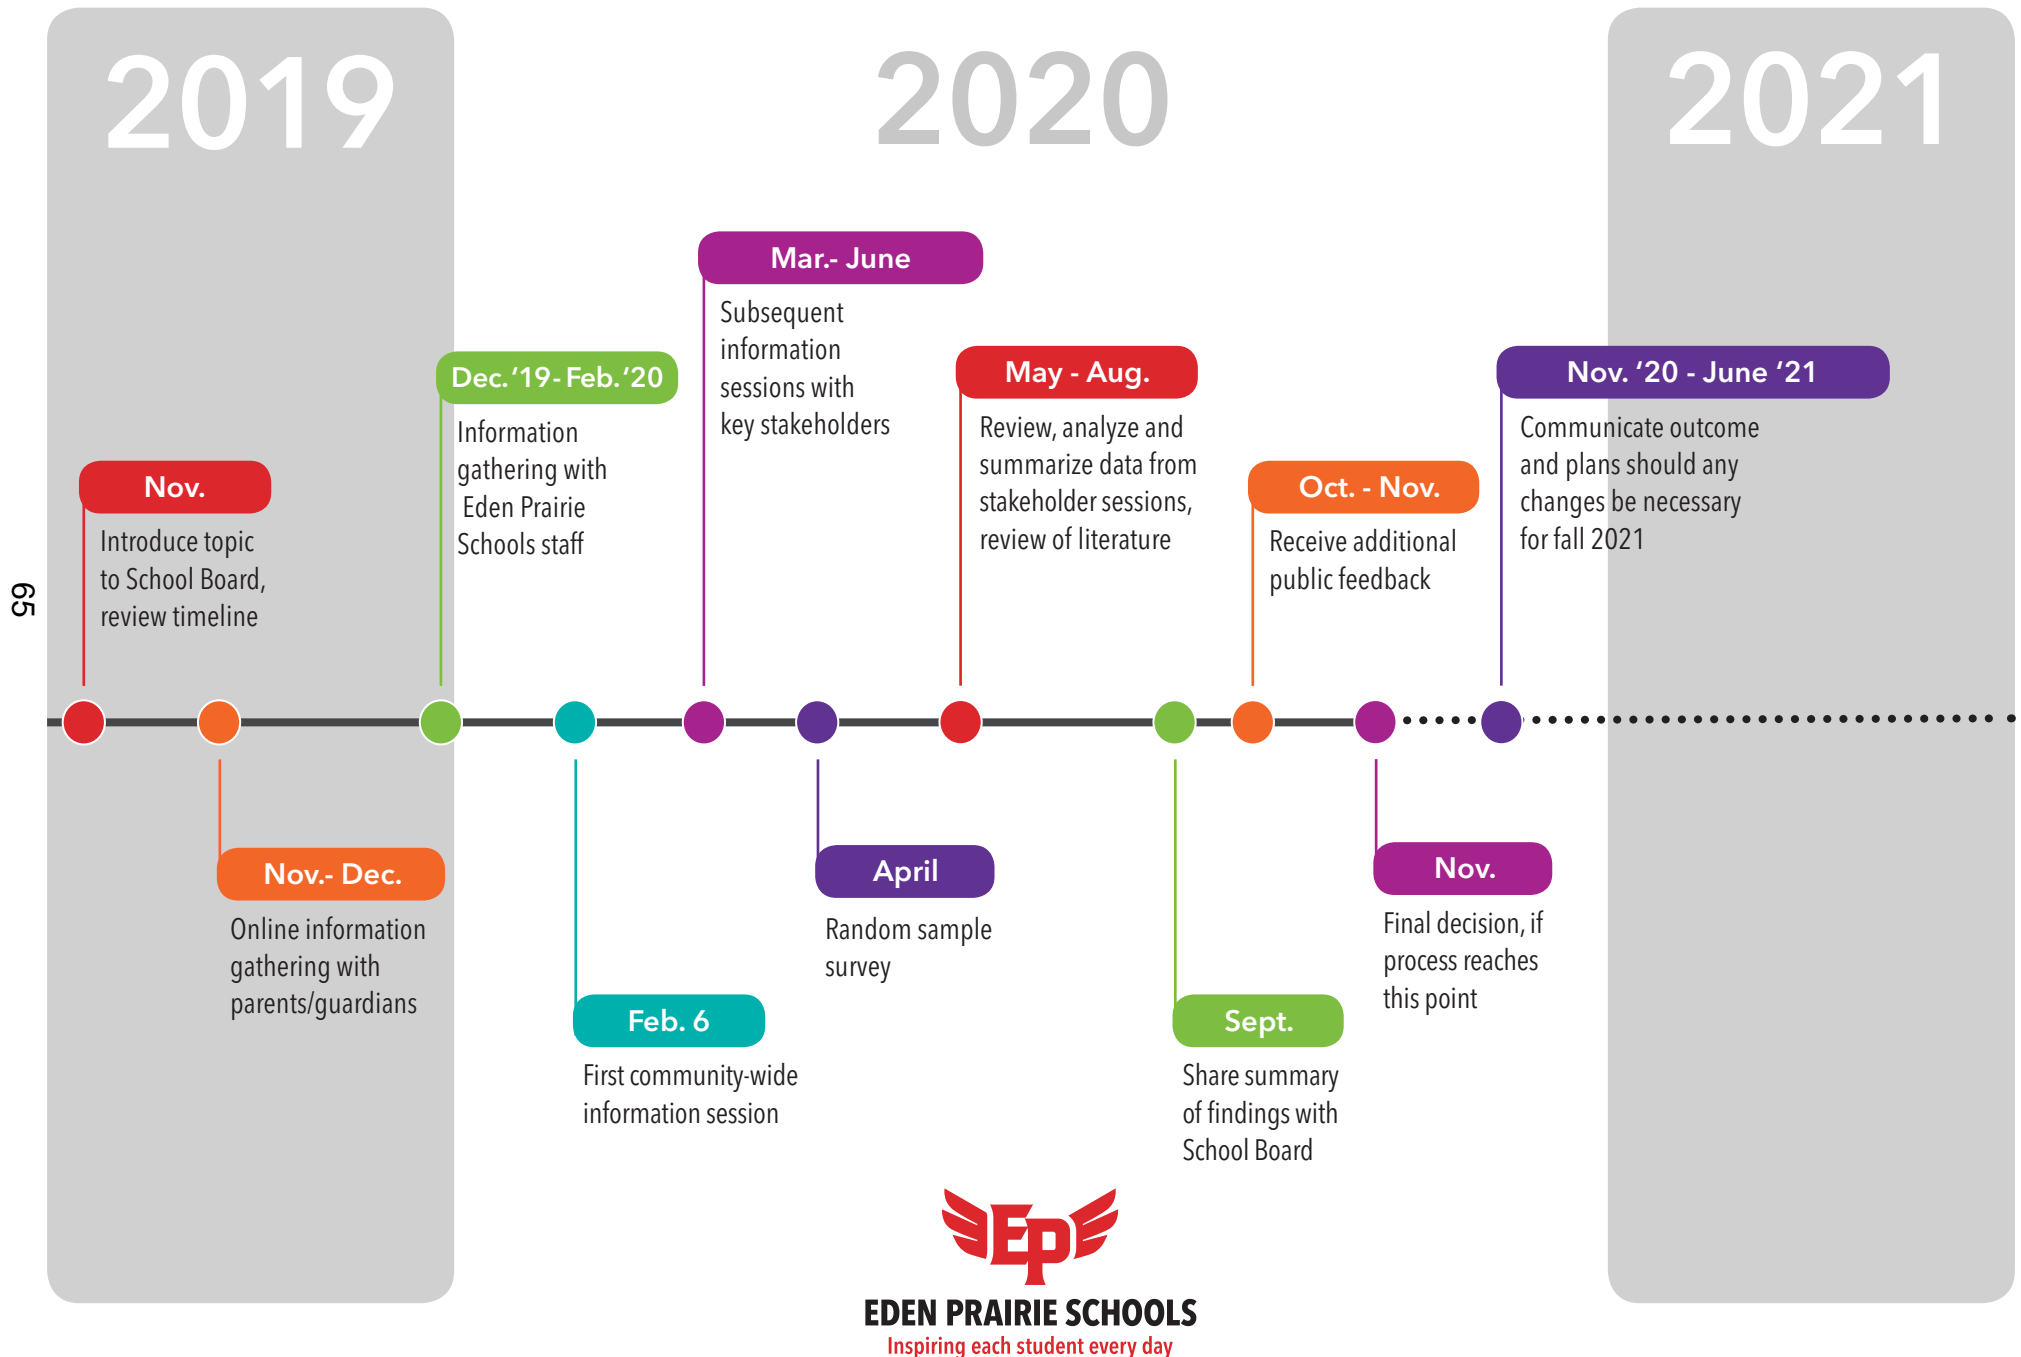 2019
2020
2021
Nov.
Introduce topic
to School Board,
review timeline
Nov.- Dec.
Online information
gathering with
parents/guardians
Dec. ‘19- Feb. ‘20
Information
gathering with
Eden Prairie
Schools staff
Feb. 6
First community-wide
information session
Mar.- June
Subsequent
information
sessions with
key stakeholders
April
Random sample
survey
May - Aug.
Review, analyze and
summarize data from
stakeholder sessions,
review of literature
Sept.
Share summary
of findings with
School Board
Oct. - Nov.
Receive additional
public feedback
Nov.
Final decision, if
process reaches
this point
Nov. ‘20 - June ‘21
Communicate outcome
and plans should any
changes be necessary
for fall 2021
65
EP
EDEN PRAIRIE SCHOOLS
Inspiring each student every day